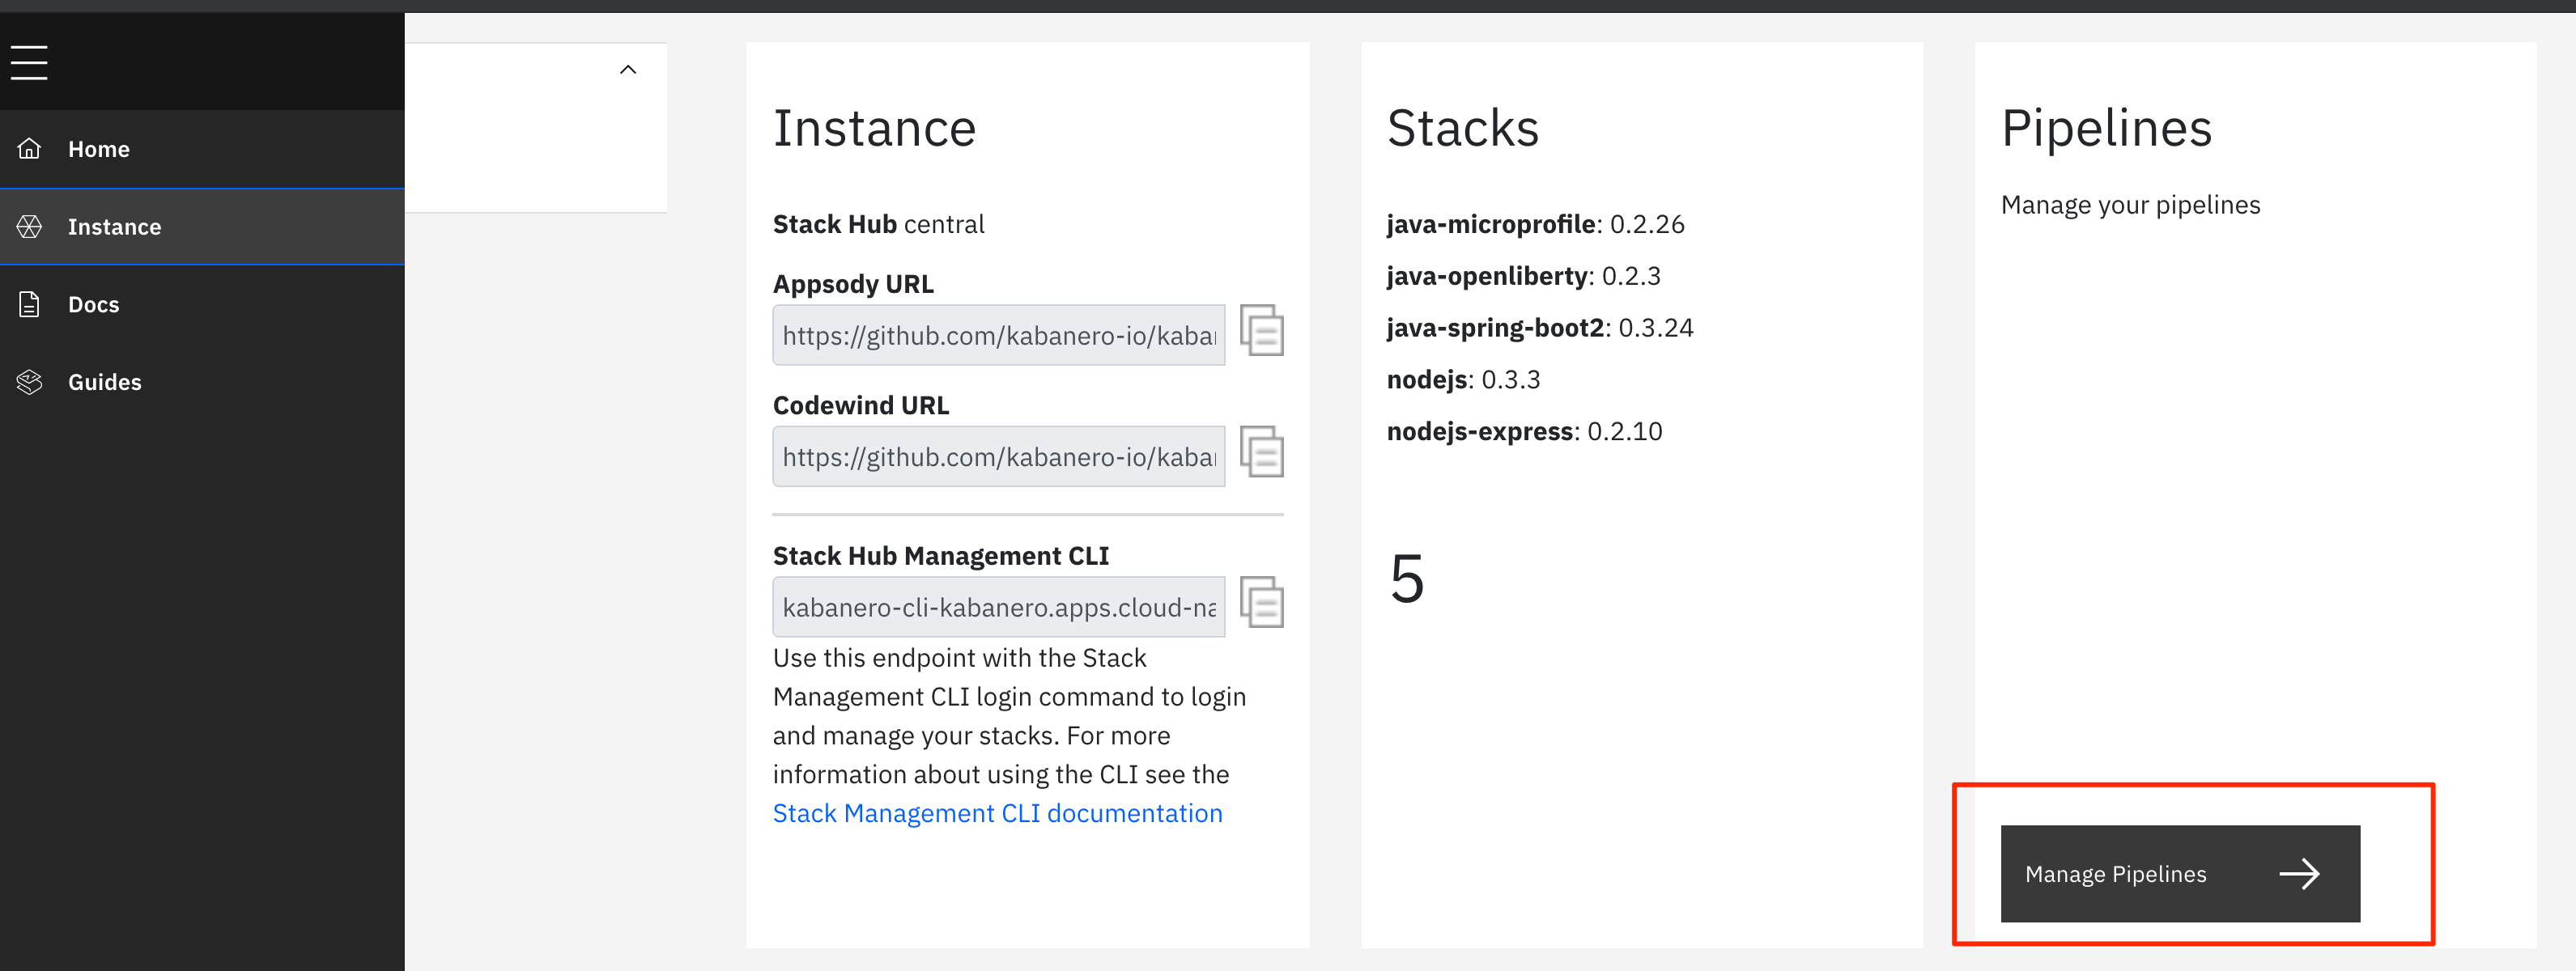 Home
Instance
Docs
Guides
Instance
Stack Hub central
Appsody URL
https://github.com/kabanero-io/kaba
Codewind URL
https://github.com/kabanero-io/kaba
Stack Hub Management CLI
kabanero-cli-kabanero.apps.cloud-na
Use this endpoint with the Stack
Management CLI login command to login
and manage your stacks. For more
information about using the CLI see the
Stack Management CLI documentation
Stacks
java-microprofile: 0.2.26
java-openliberty: 0.2.3
java-spring-boot2: 0.3.24
nodejs: 0.3.3
nodejs-express: 0.2.10
5
Pipelines
Manage your pipelines
Manage Pipelines